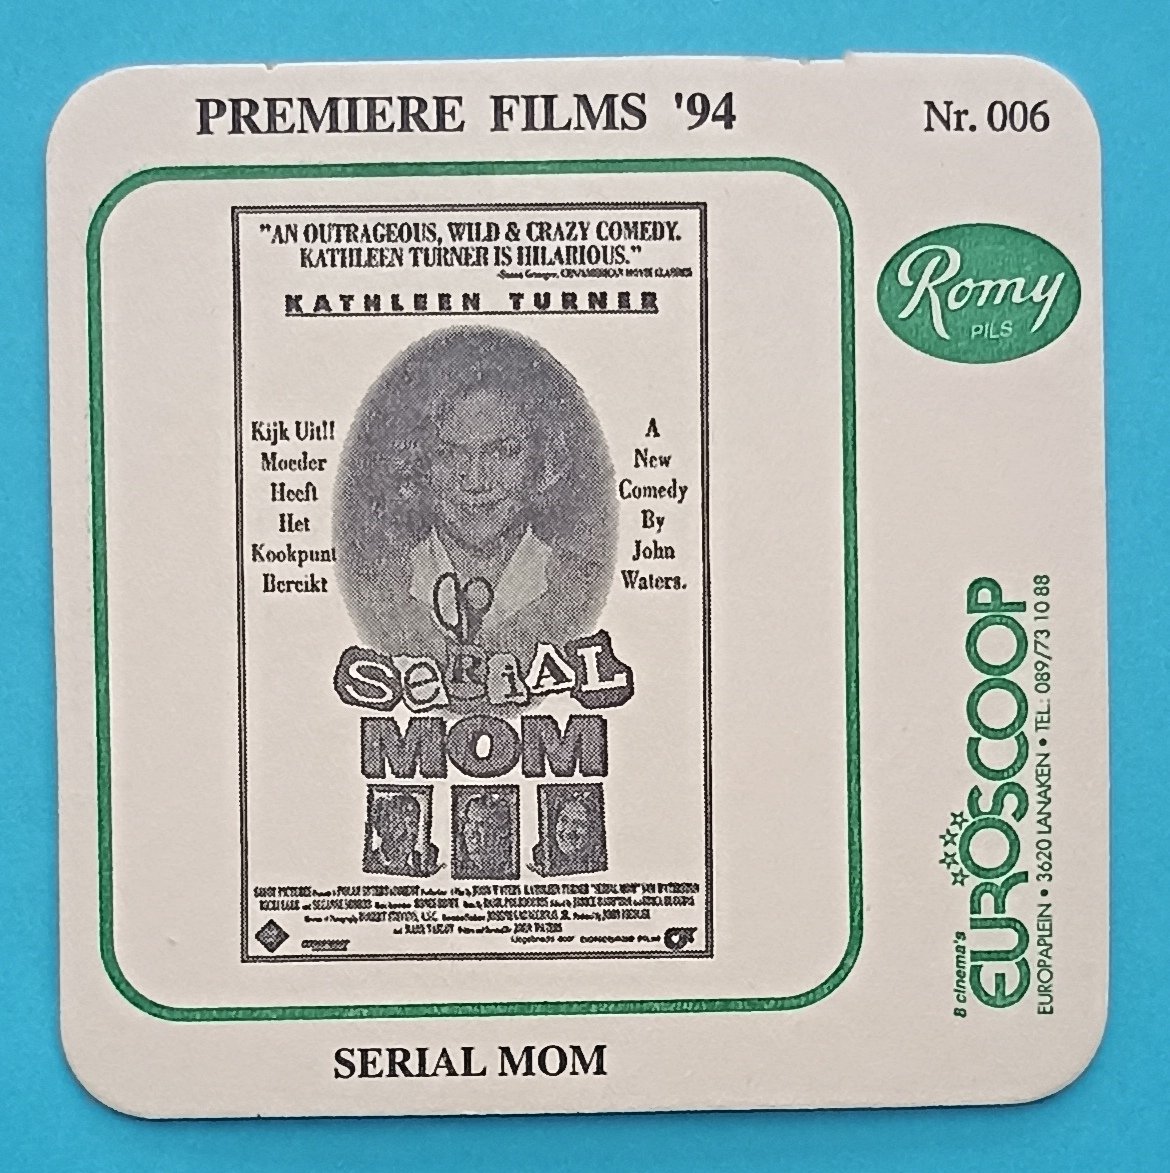 PREMIERE FILMS '94
Nr. 006
"AN OUTRAGEOUS, WILD & CRAZY COMEDY.
KATHLEEN TURNER IS HILARIOUS."
KATHLEEN TURNER
Kijk Uit!!
Moeder
Heeft
Het
Kookpunt
Bereikt
A
New
Comedy
By
John
Waters.
SERIAL
MOM
Romy
PILS
8 cinema's
EUROSCOOP
EUROPAPLEIN • 3620 LANAKEN • TEL.: 089/73 10 88
SERIAL MOM